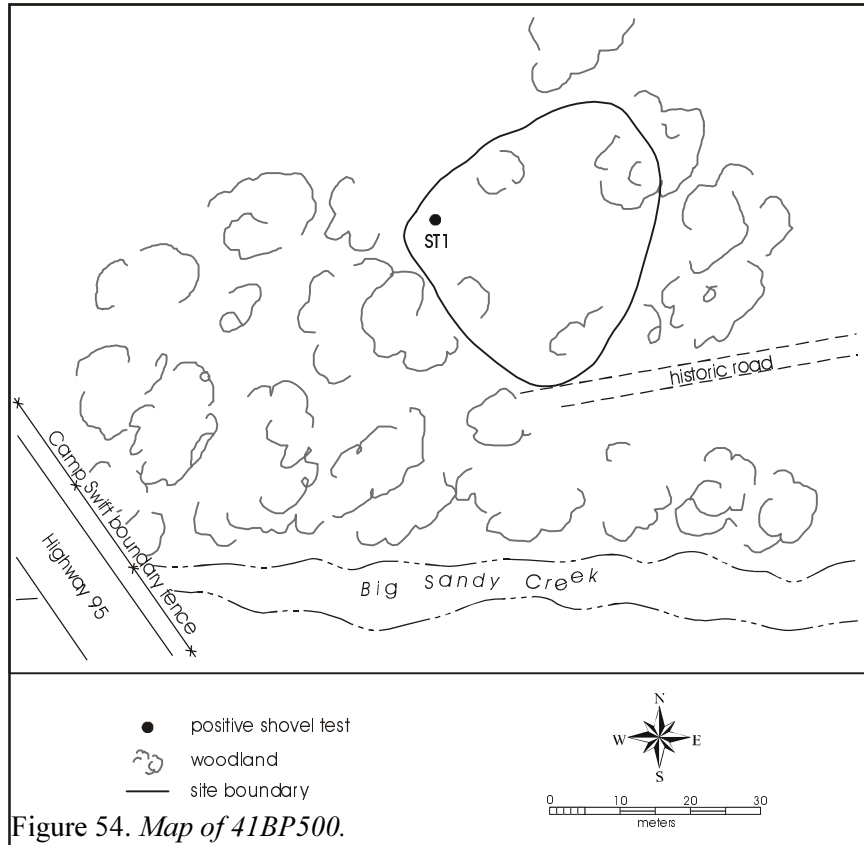 ST1
historic road
Camp Swift boundary fence
Highway 95
Big Sandy Creek
positive shovel test
woodland
site boundary
N
W E
S
0 10 20 30
meters
Figure 54. Map of 41BP500.